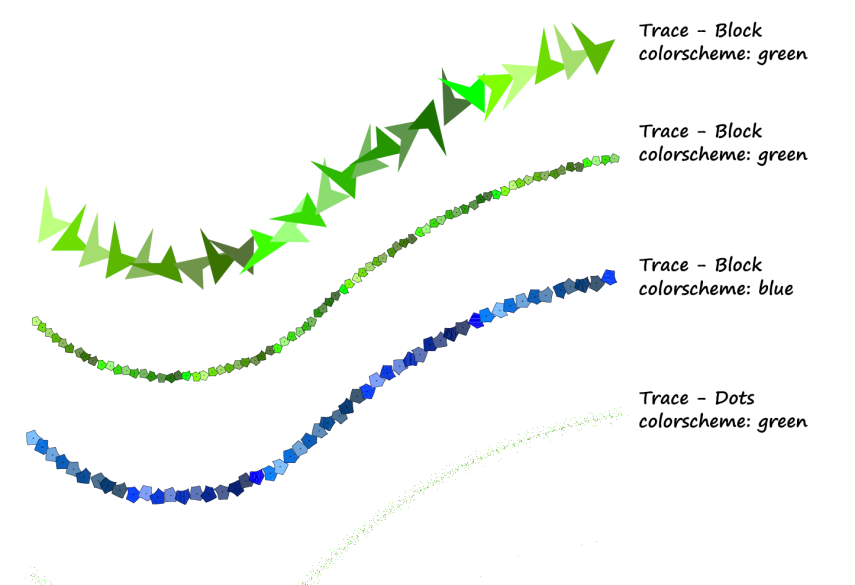 Trace - Block
colorscheme: green
Trace - Block
colorscheme: green
Trace - Block
colorscheme: blue
Trace - Dots
colorscheme: green